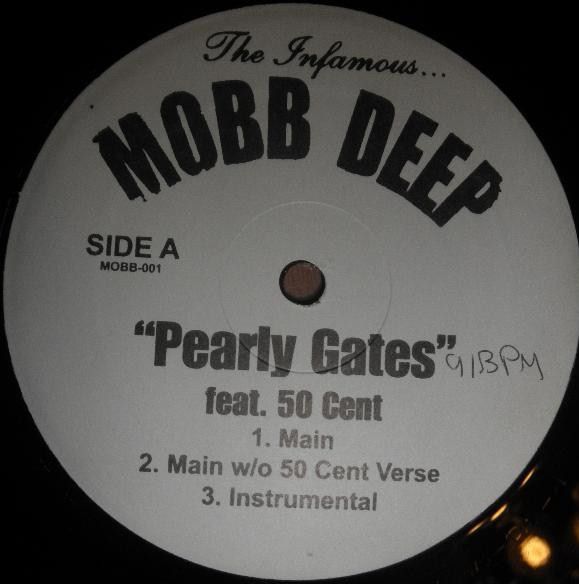 The Infamous...
MOBB DEEP
SIDE A
MOBB-001
“Pearly Gates” 91BPM
feat. 50 Cent
1. Main
2. Main w/o 50 Cent Verse
3. Instrumental